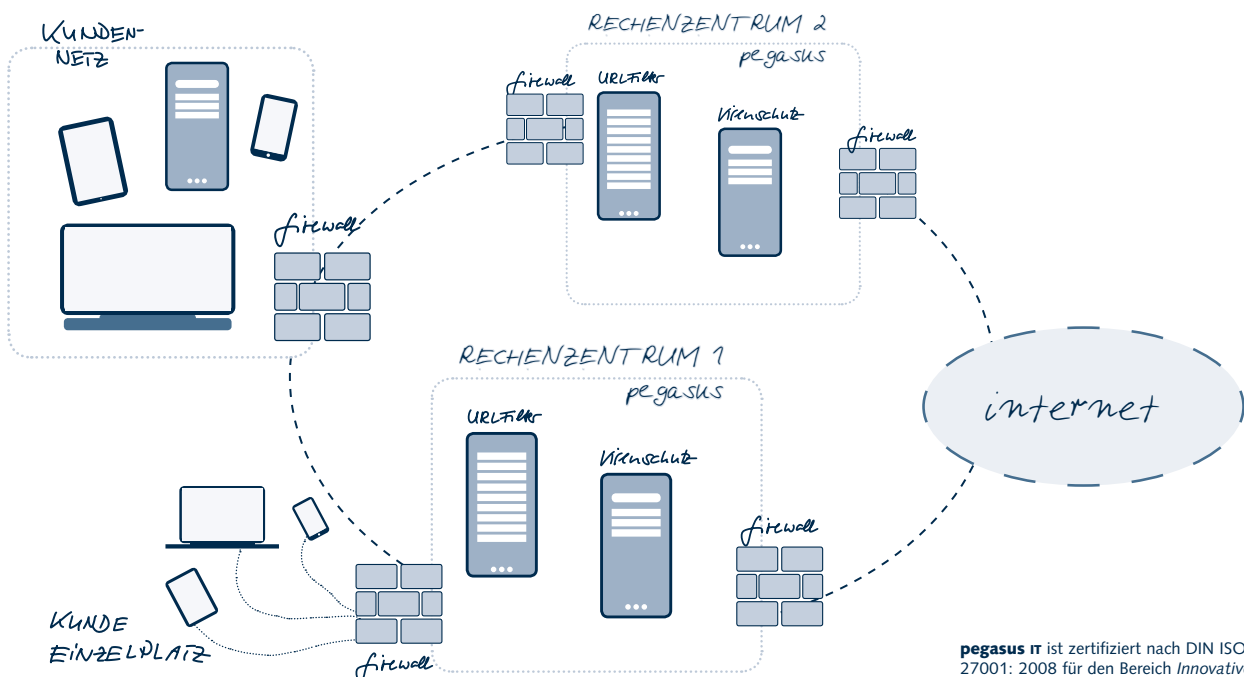 KUNDEN-
NETZ
firewall
RECHENZENTRUM 2
pegasus
firewall
URLFilter
Virenschutz
firewall
RECHENZENTRUM 1
pegasus
URLFilter
Virenschutz
firewall
internet
KUNDE
EINZELPLATZ
firewall
pegasus IT ist zertifiziert nach DIN ISO
27001: 2008 für den Bereich Innovative